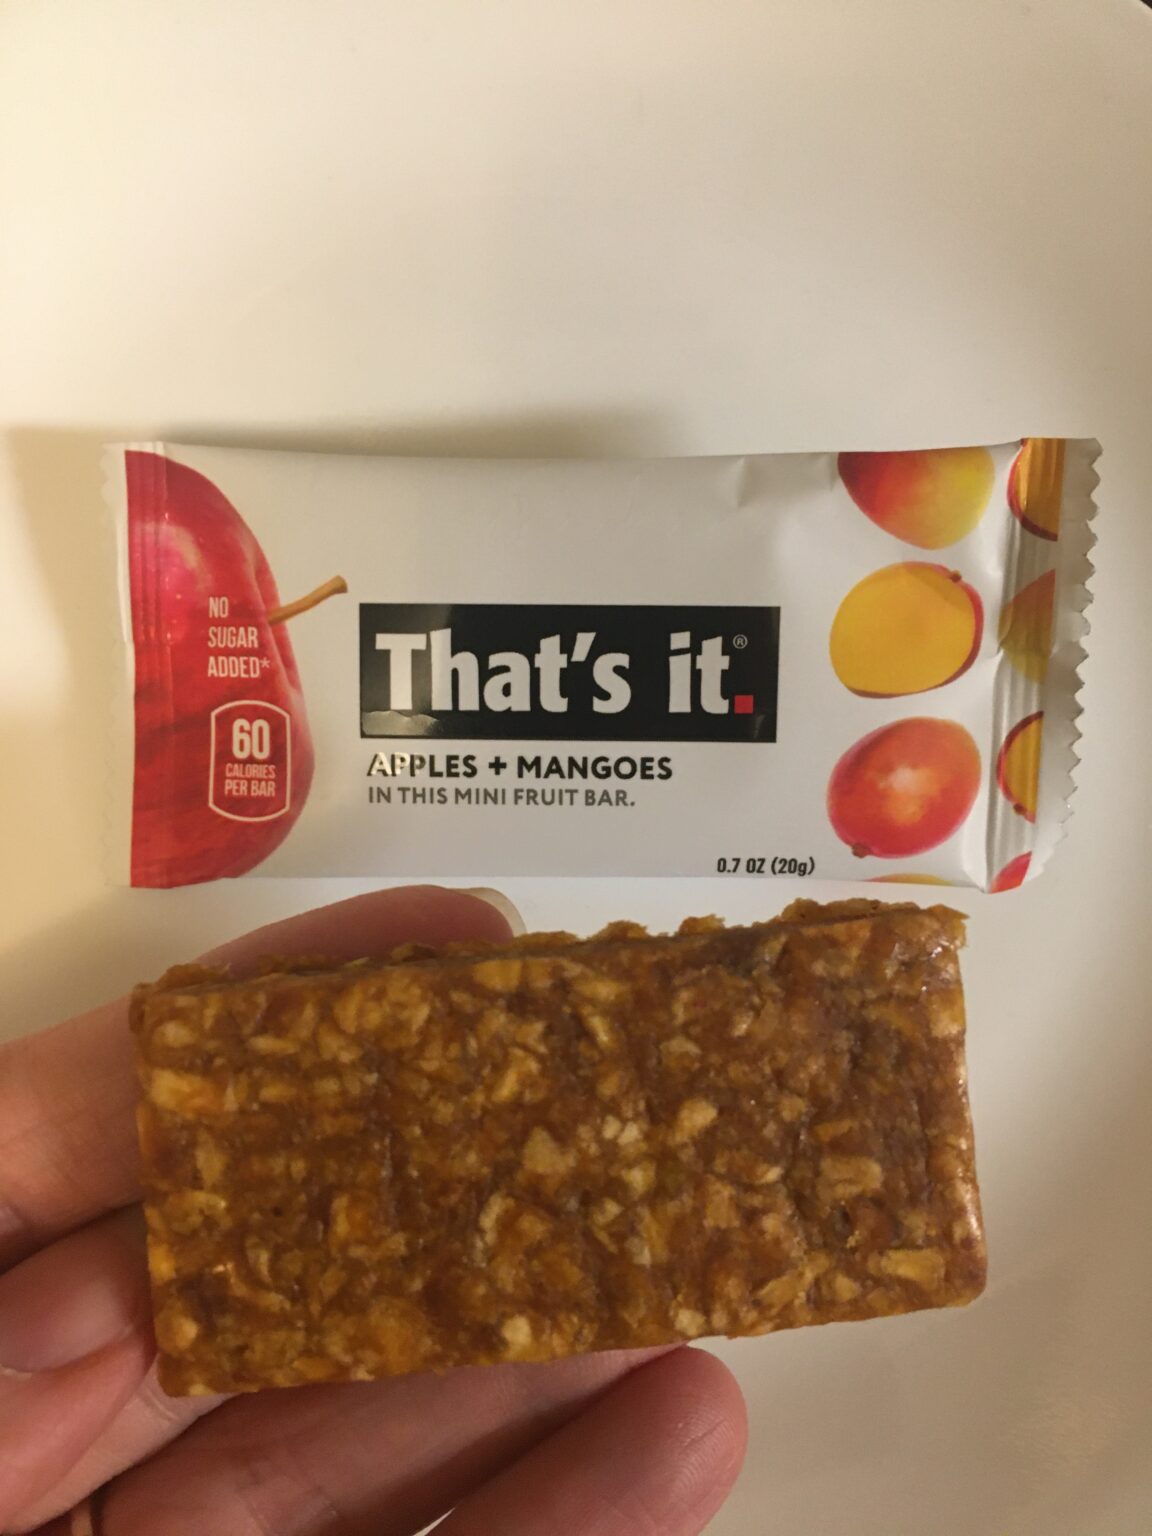 NO
SUGAR
ADDED*
60
CALORIES
PER BAR
That's it.®
APPLES + MANGOES
IN THIS MINI FRUIT BAR.
0.7 OZ (20g)